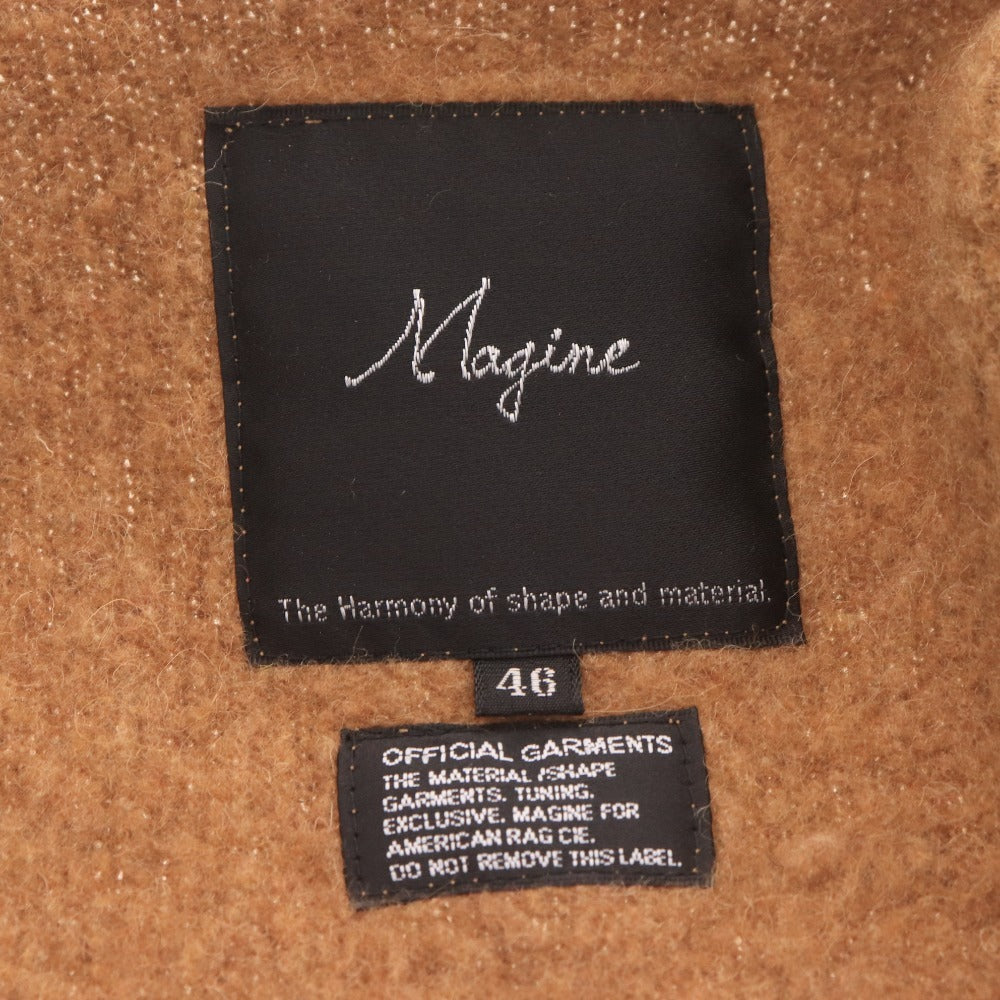 Magine
The Harmony of shape and material.
46
OFFICIAL GARMENTS
THE MATERIAL /SHAPE
GARMENTS. TUNING.
EXCLUSIVE. MAGINE FOR
AMERICAN RAG CIE.
DO NOT REMOVE THIS LABEL.